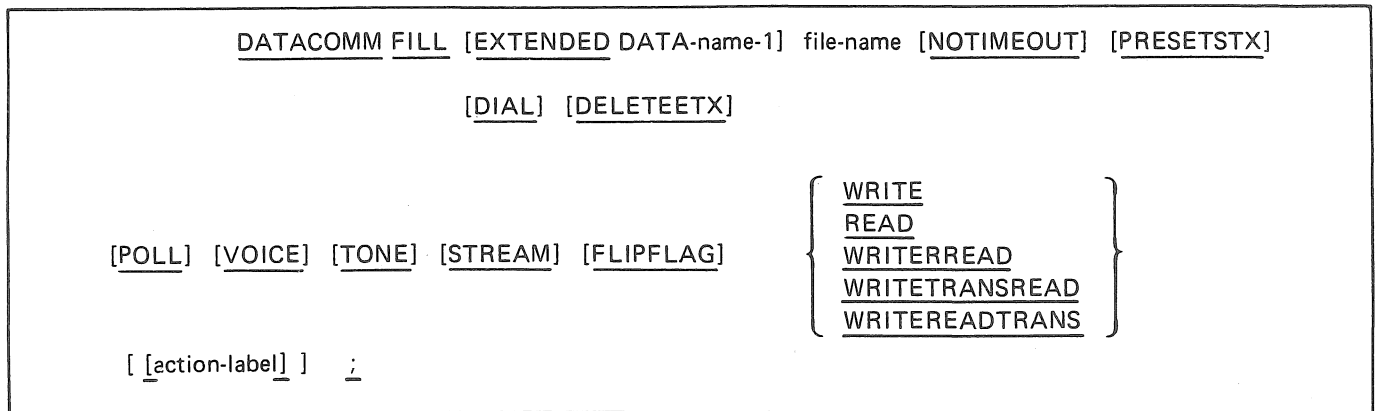 DATACOMM FILL [EXTENDED DATA-name-1] file-name [NOTIMEOUT] [PRESETSTX]
[DIAL] [DELETEETX]
[POLL] [VOICE] [TONE] [STREAM] [FLIPFLAG]
WRITE
READ
WRITERREAD
WRITETRANSREAD
WRITEREADTRANS
[ [action-label] ] ;